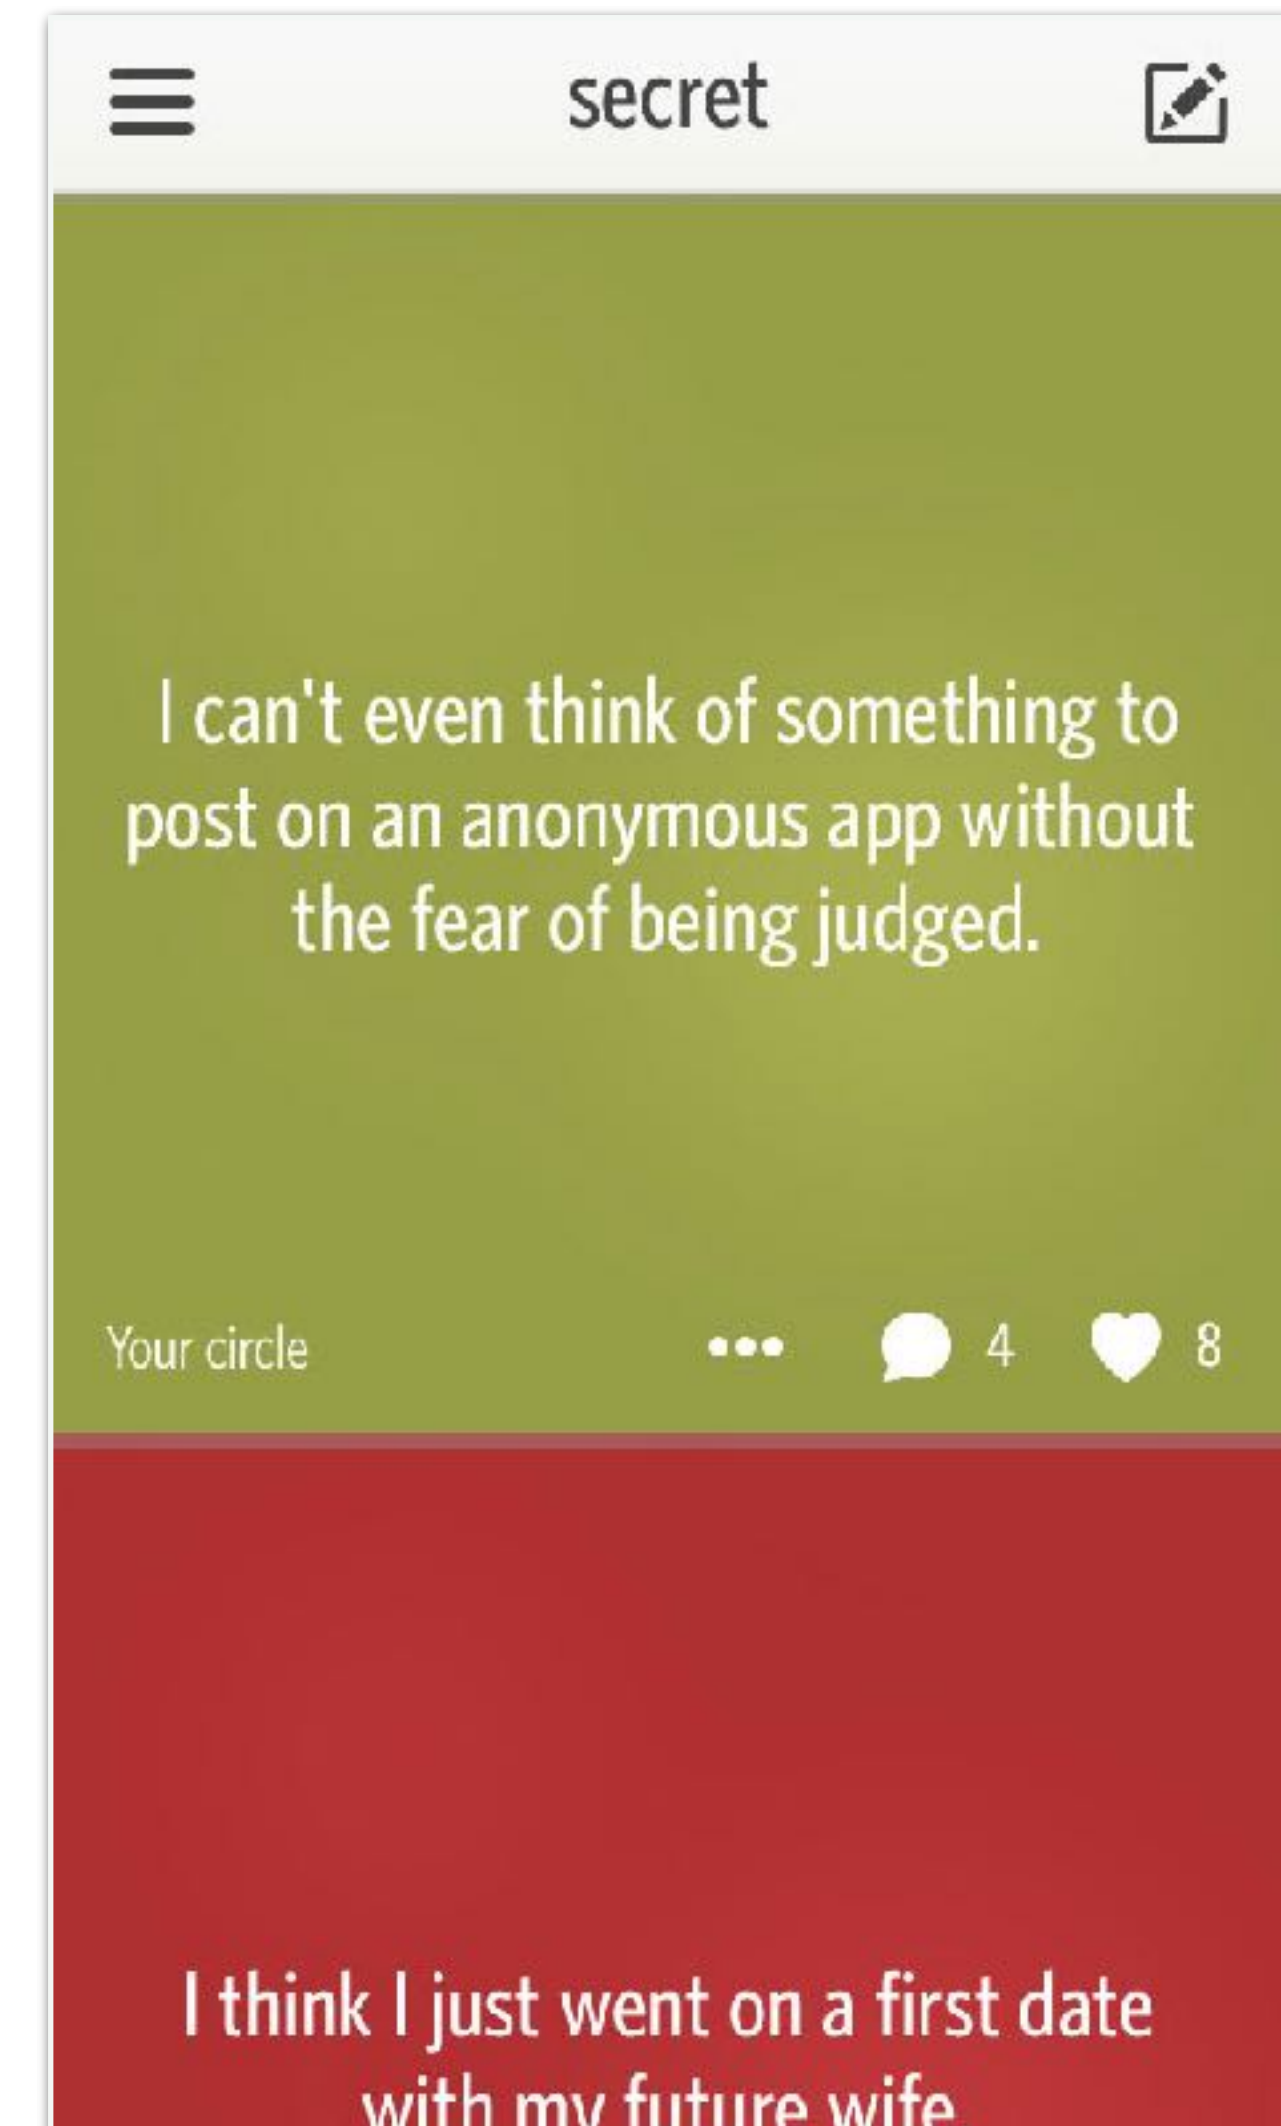 secret
I can't even think of something to
post on an anonymous app without
the fear of being judged.
Your circle 4 8
I think I just went on a first date
with my future wife